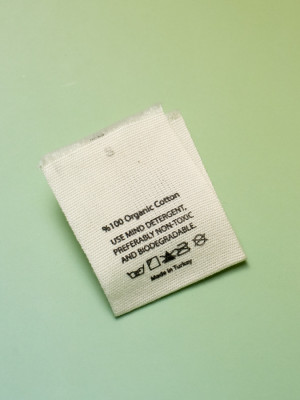 S
%100 Organic Cotton
USE MIND DETERGENT,
PREFERABLY NON-TOXIC
AND BIODEGRADABLE.
Made in Turkey